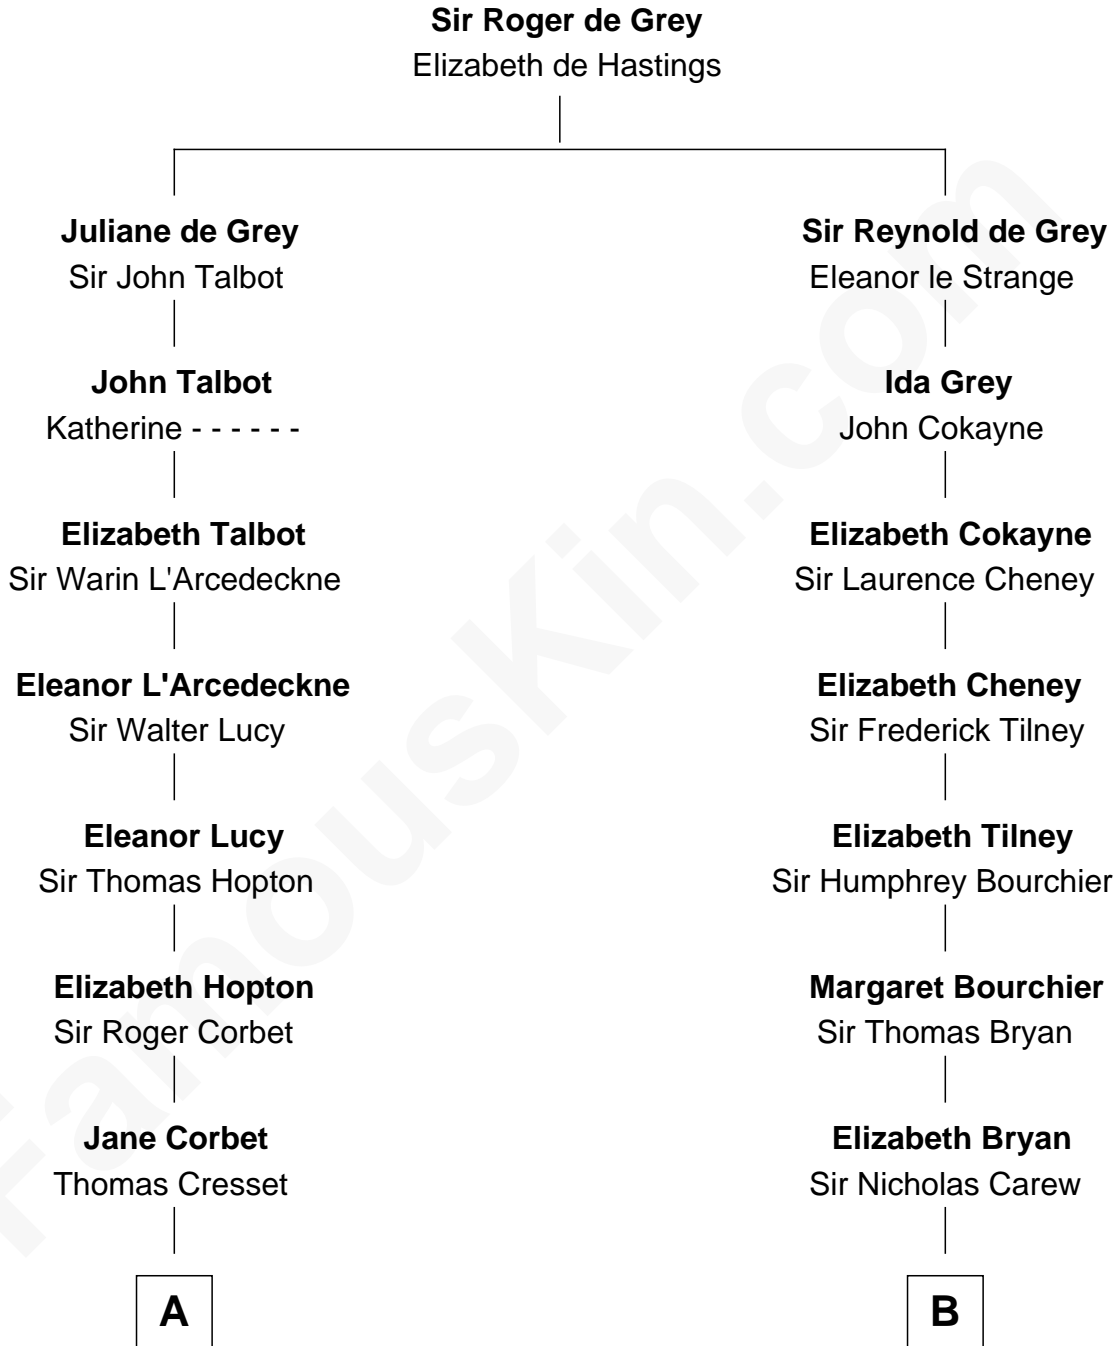 Sir Roger de Grey
Elizabeth de Hastings
Juliane de Grey
Sir John Talbot
John Talbot
Katherine - - - - - -
Elizabeth Talbot
Sir Warin L'Arcedeckne
Eleanor L'Arcedeckne
Sir Walter Lucy
Eleanor Lucy
Sir Thomas Hopton
Elizabeth Hopton
Sir Roger Corbet
Jane Corbet
Thomas Cresset
A
Sir Reynold de Grey
Eleanor le Strange
Ida Grey
John Cokayne
Elizabeth Cokayne
Sir Laurence Cheney
Elizabeth Cheney
Sir Frederick Tilney
Elizabeth Tilney
Sir Humphrey Bourchier
Margaret Bourchier
Sir Thomas Bryan
Elizabeth Bryan
Sir Nicholas Carew
B
FamousKin.com